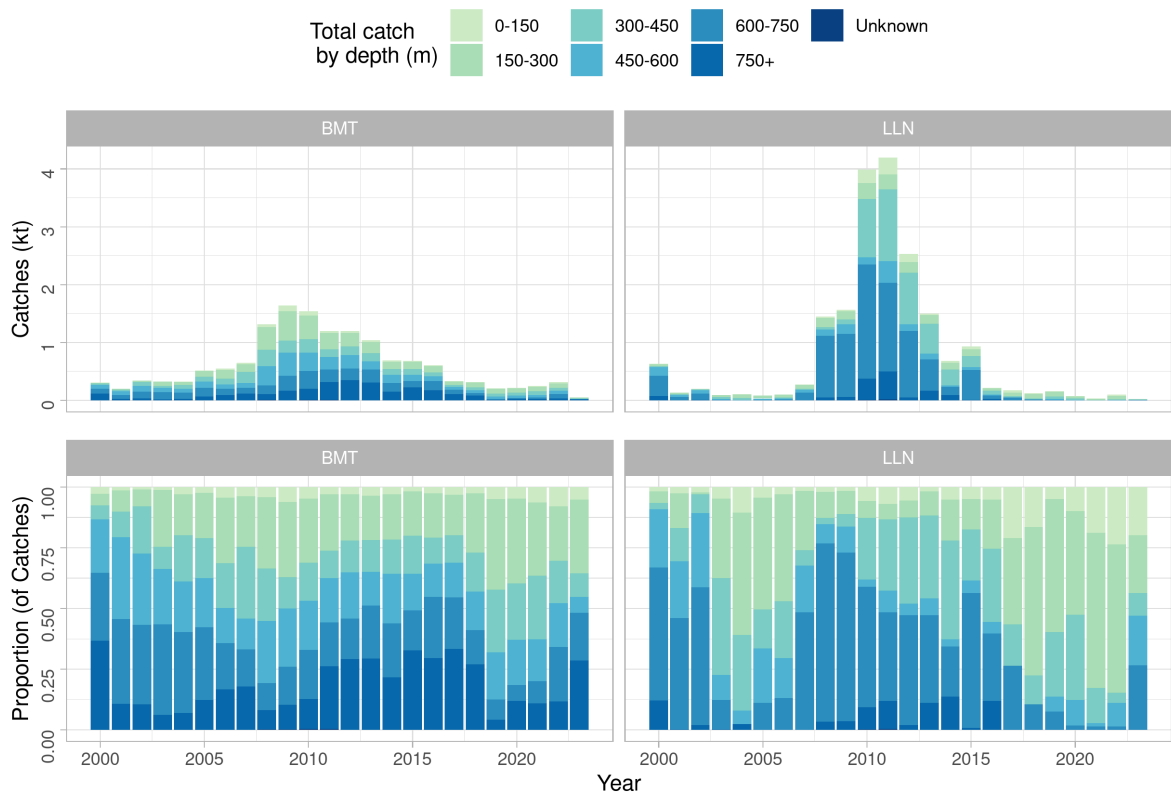 Total catch
by depth (m)
0-150
150-300
300-450
450-600
600-750
750+
Unknown
BMT
LLN
Catches (kt)
4
3
2
1
0
BMT
LLN
Proportion (of Catches)
1.00
0.75
0.50
0.25
0.00
2000
2005
2010
2015
2020
2000
2005
2010
2015
2020
Year